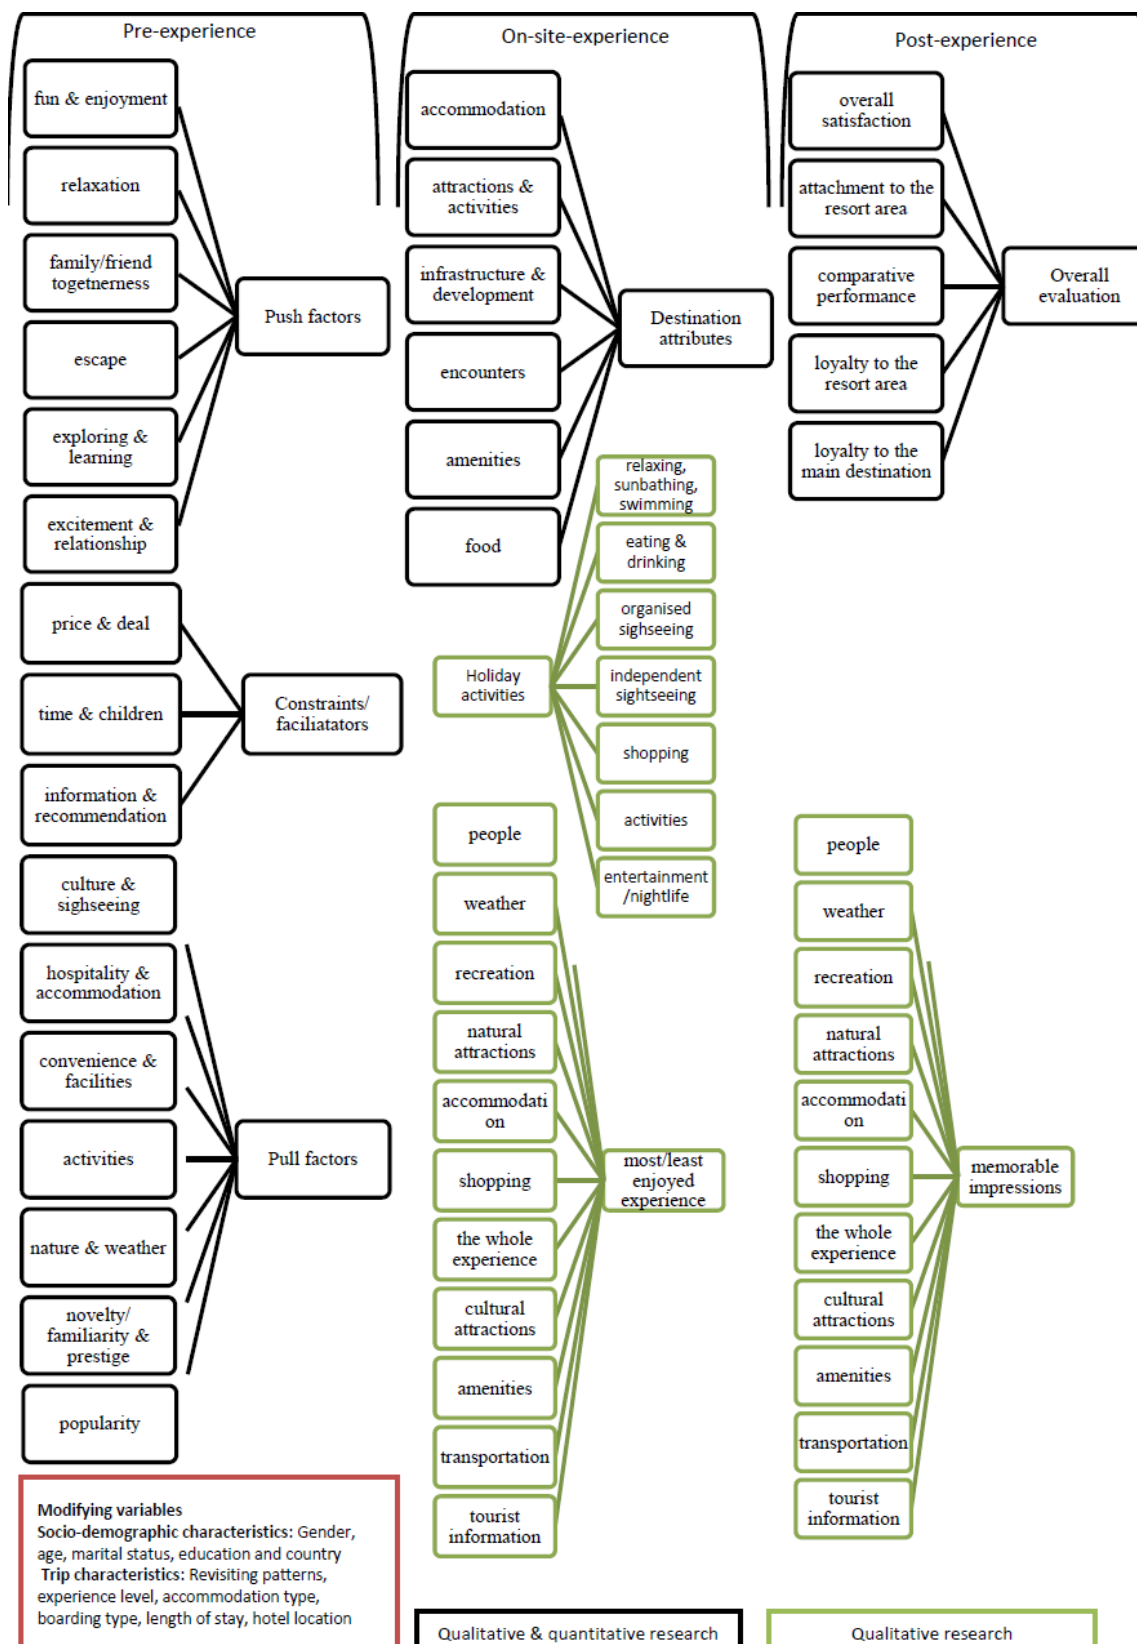 Pre-experience
fun & enjoyment
relaxation
family/friend
togetnerness
escape
exploring &
learning
excitement &
relationship
Push factors
price & deal
time & children
information &
recommendation
Constraints/
faciliatators
culture &
sighseeing
hospitality &
accommodation
convenience &
facilities
activities
nature & weather
novelty/
familiarity &
prestige
popularity
Pull factors
Modifying variables
Socio-demographic characteristics: Gender,
age, marital status, education and country
Trip characteristics: Revisiting patterns,
experience level, accommodation type,
boarding type, length of stay, hotel location
On-site-experience
accommodation
attractions &
activities
infrastructure &
development
encounters
amenities
food
Destination
attributes
Holiday
activities
relaxing,
sunbathing,
swimming
eating &
drinking
organised
sighseeing
independent
sightseeing
shopping
activities
entertainment
/nightlife
people
weather
recreation
natural
attractions
accommodati
on
shopping
the whole
experience
cultural
attractions
amenities
transportation
tourist
information
most/least
enjoyed
experience
Qualitative & quantitative research
Post-experience
overall
satisfaction
attachment to the
resort area
comparative
performance
loyalty to the
resort area
loyalty to the
main destination
Overall
evaluation
people
weather
recreation
natural
attractions
accommodati
on
shopping
the whole
experience
cultural
attractions
amenities
transportation
tourist
information
memorable
impressions
Qualitative research